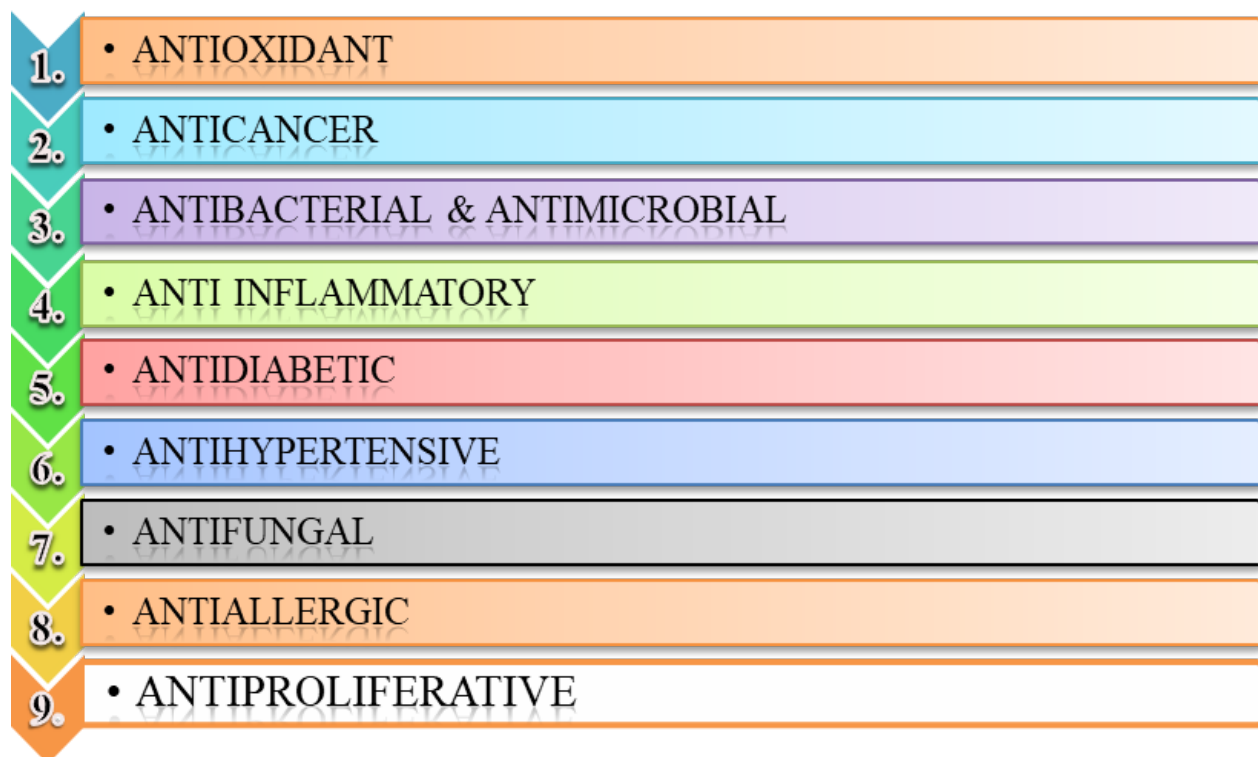 1. • ANTIOXIDANT
2. • ANTICANCER
3. • ANTIBACTERIAL & ANTIMICROBIAL
4. • ANTI INFLAMMATORY
5. • ANTIDIABETIC
6. • ANTIHYPERTENSIVE
7. • ANTIFUNGAL
8. • ANTIALLERGIC
9. • ANTIPROLIFERATIVE